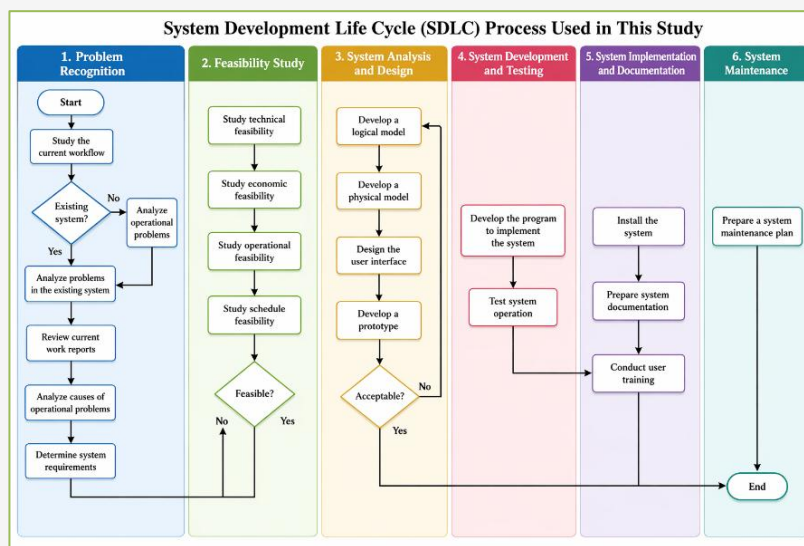 System Development Life Cycle (SDLC) Process Used in This Study
1. Problem
Recognition
Start
Study the
current workflow
Existing
system?
No
Yes
Analyze
operational
problems
Analyze problems
in the existing system
Review current
work reports
Analyze causes of
operational problems
Determine system
requirements
2. Feasibility Study
Study technical
feasibility
Study economic
feasibility
Study operational
feasibility
Study schedule
feasibility
Feasible?
No
Yes
3. System Analysis
and Design
Develop a
logical model
Develop a
physical model
Design the
user interface
Develop a
prototype
Acceptable?
No
Yes
4. System Development
and Testing
Develop the program
to implement
the system
Test system
operation
5. System Implementation
and Documentation
Install the
system
Prepare system
documentation
Conduct user
training
6. System
Maintenance
Prepare a system
maintenance plan
End